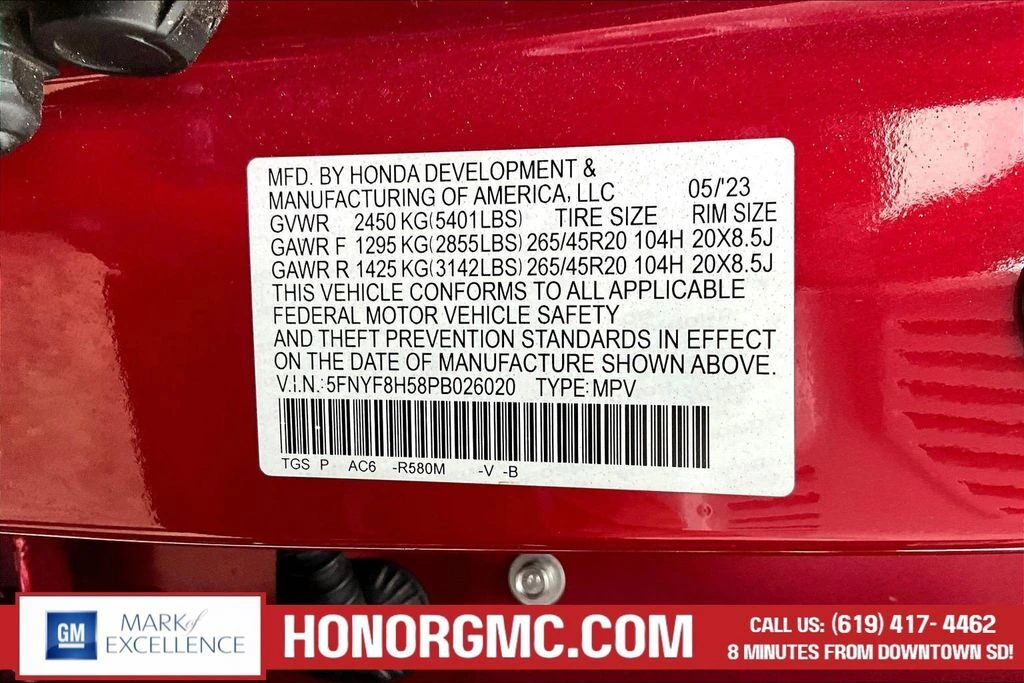 MFD. BY HONDA DEVELOPMENT &
MANUFACTURING OF AMERICA, LLC 05/'23
GVWR 2450 KG(5401LBS) TIRE SIZE RIM SIZE
GAWR F 1295 KG(2855LBS) 265/45R20 104H 20X8.5J
GAWR R 1425 KG(3142LBS) 265/45R20 104H 20X8.5J
THIS VEHICLE CONFORMS TO ALL APPLICABLE
FEDERAL MOTOR VEHICLE SAFETY
AND THEFT PREVENTION STANDARDS IN EFFECT
ON THE DATE OF MANUFACTURE SHOWN ABOVE.
V.I.N.:5FNYF8H58PB026020 TYPE:MPV
TGS P AC6 -R580M -V -B
GM
MARK of
EXCELLENCE
HONORGMC.COM
CALL US: (619) 417- 4462
8 MINUTES FROM DOWNTOWN SD!